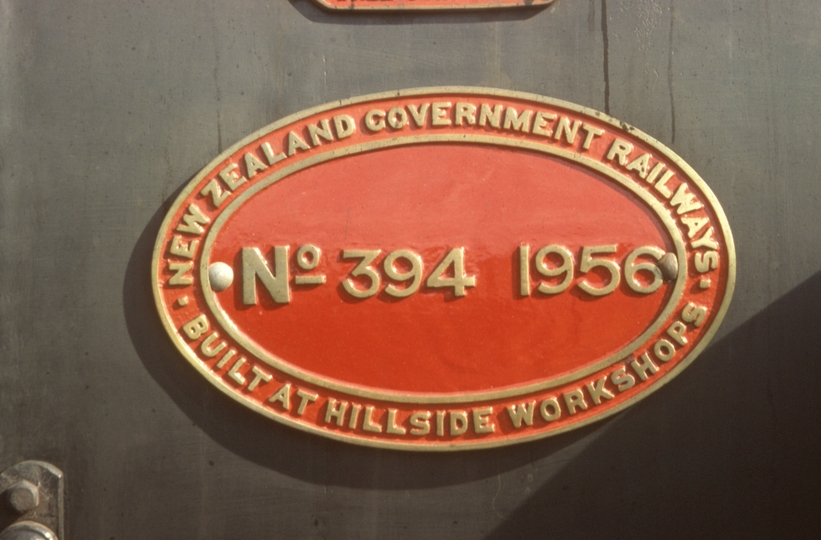 NEW ZEALAND GOVERNMENT RAILWAYS
Nº 394 1956
BUILT AT HILLSIDE WORKSHOPS